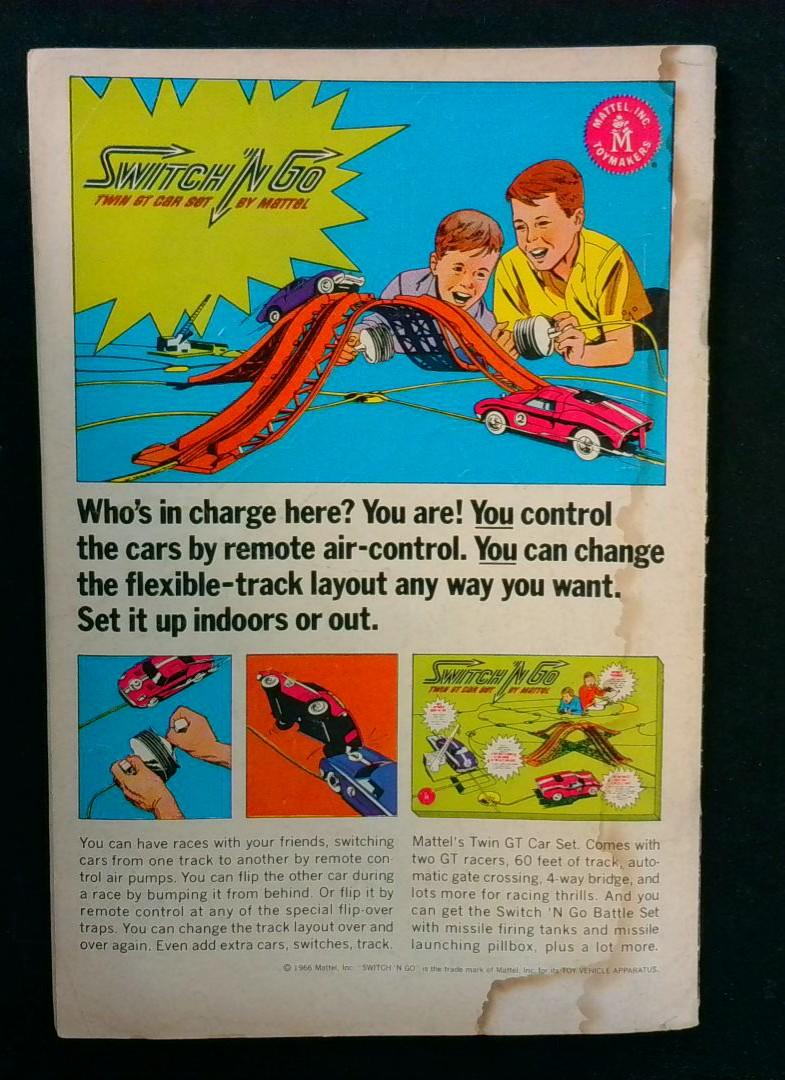 SWITCH 'N GO
TWIN GT CAR SET BY MATTEL
MATTEL, INC.
M
TOYMAKERS
2
Who's in charge here? You are! You control
the cars by remote air-control. You can change
the flexible-track layout any way you want.
Set it up indoors or out.
SWITCH 'N GO
TWIN GT CAR SET BY MATTEL
You can have races with your friends, switching
cars from one track to another by remote con-
trol air pumps. You can flip the other car during
a race by bumping it from behind. Or flip it by
remote control at any of the special flip-over
traps. You can change the track layout over and
over again. Even add extra cars, switches, track.
Mattel's Twin GT Car Set. Comes with
two GT racers, 60 feet of track, auto-
matic gate crossing, 4-way bridge, and
lots more for racing thrills. And you
can get the Switch 'N Go Battle Set
with missile firing tanks and missile
launching pillbox, plus a lot more.
© 1966 Mattel, Inc. "SWITCH 'N GO" is the trade mark of Mattel, Inc. for its TOY VEHICLE APPARATUS.